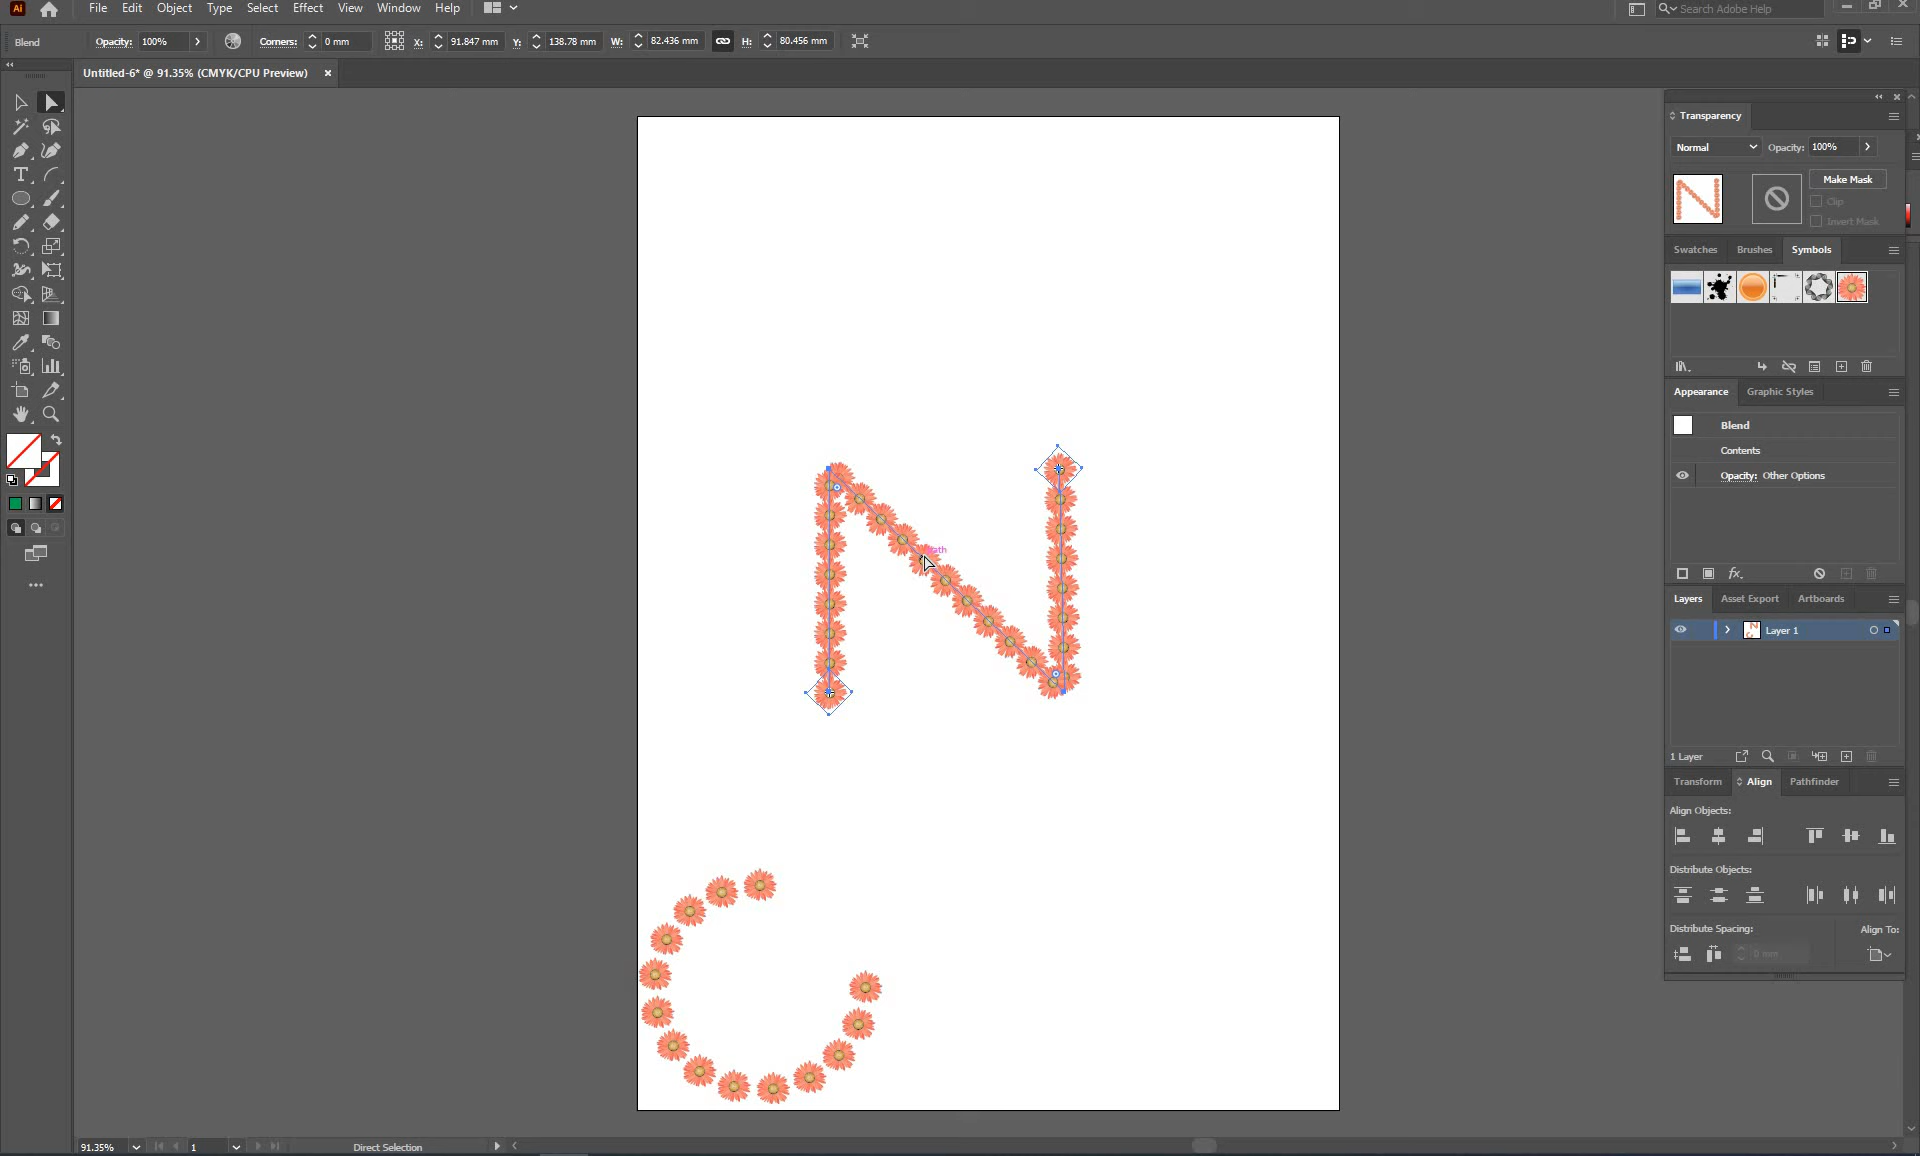 Ai File Edit Object Type Select Effect View Window Help Search Adobe Help
Blend Opacity: 100% Corners: 0 mm X: 91.847 mm Y: 138.78 mm W: 82.436 mm H: 80.456 mm
Untitled-6* @ 91.35% (CMYK/CPU Preview) ×
Transparency
Normal Opacity: 100%
Make Mask
Clip
Invert Mask
Swatches Brushes Symbols
Appearance Graphic Styles
Blend
Contents
Opacity: Other Options
fx.
Layers Asset Export Artboards
Layer 1
1 Layer
Transform Align Pathfinder
Align Objects:
Distribute Objects:
Distribute Spacing: Align To:
0 mm
N
91.35% 1 Direct Selection